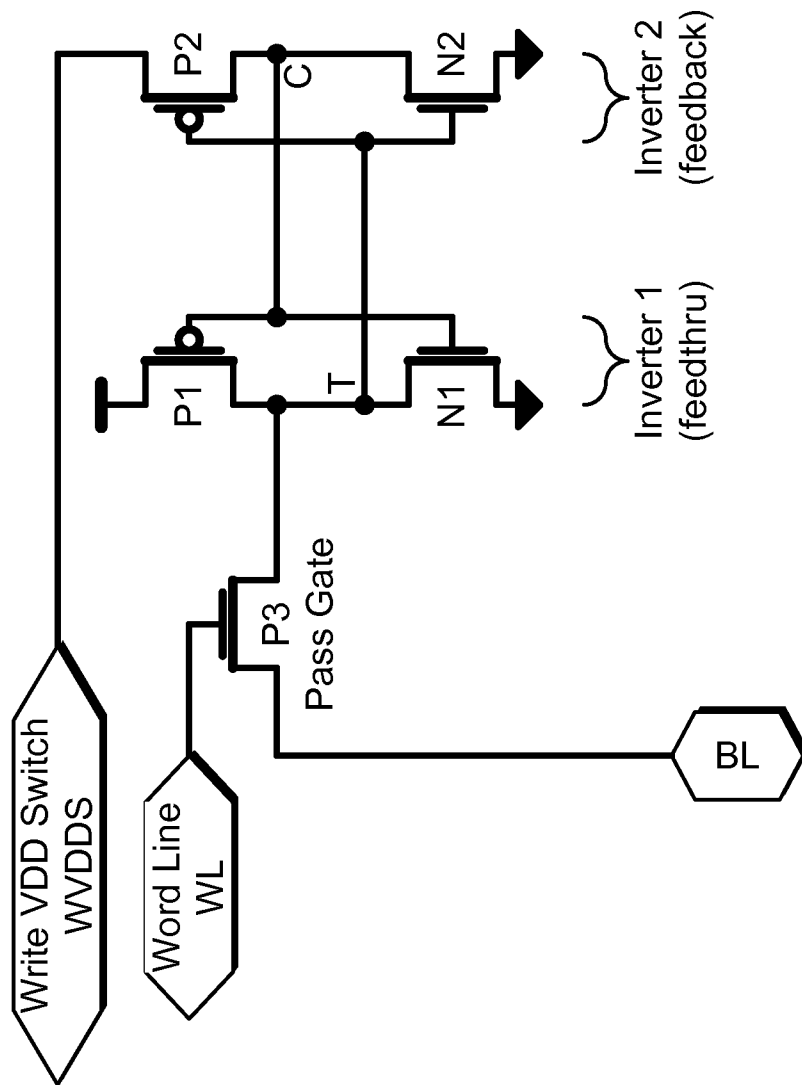 Write VDD Switch
WVDDS
Word Line
WL
BL
P3
Pass Gate
P1
T
N1
P2
C
N2
Inverter 1
(feedthru)
Inverter 2
(feedback)